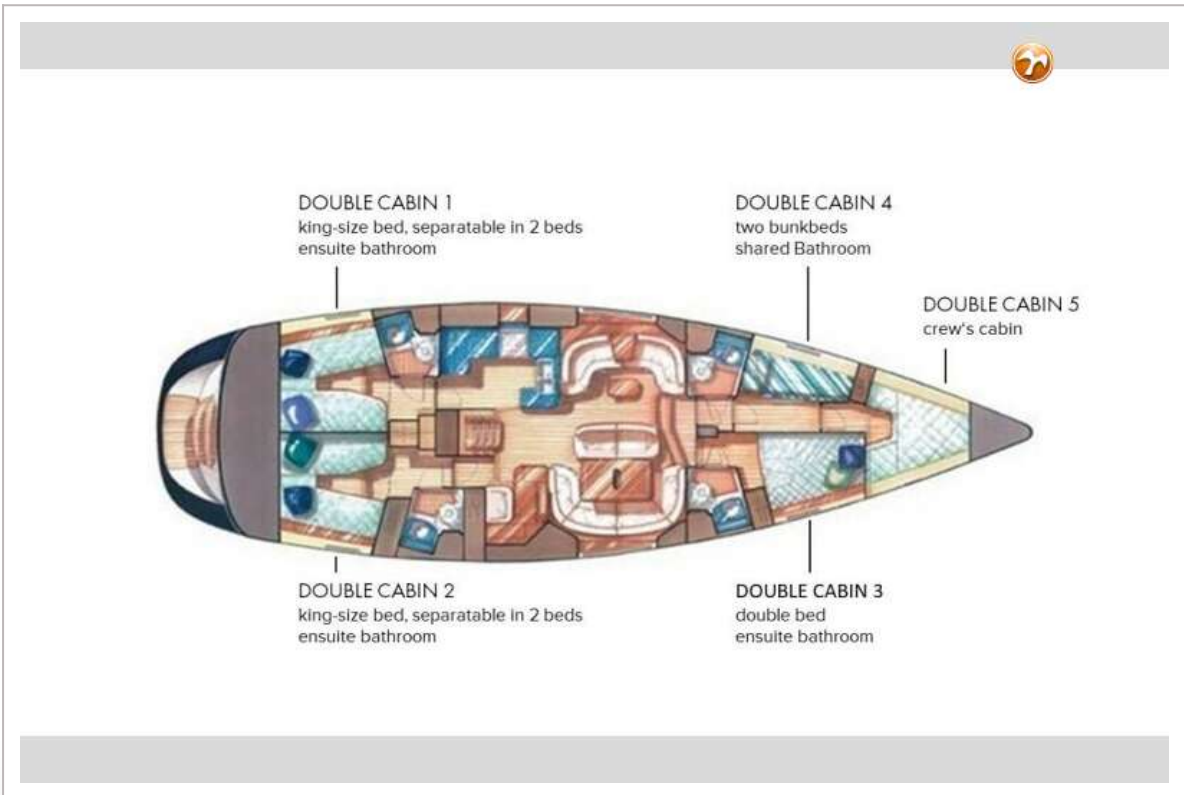 DOUBLE CABIN 1
king-size bed, separatable in 2 beds
ensuite bathroom
DOUBLE CABIN 4
two bunkbeds
shared Bathroom
DOUBLE CABIN 5
crew's cabin
DOUBLE CABIN 2
king-size bed, separatable in 2 beds
ensuite bathroom
DOUBLE CABIN 3
double bed
ensuite bathroom